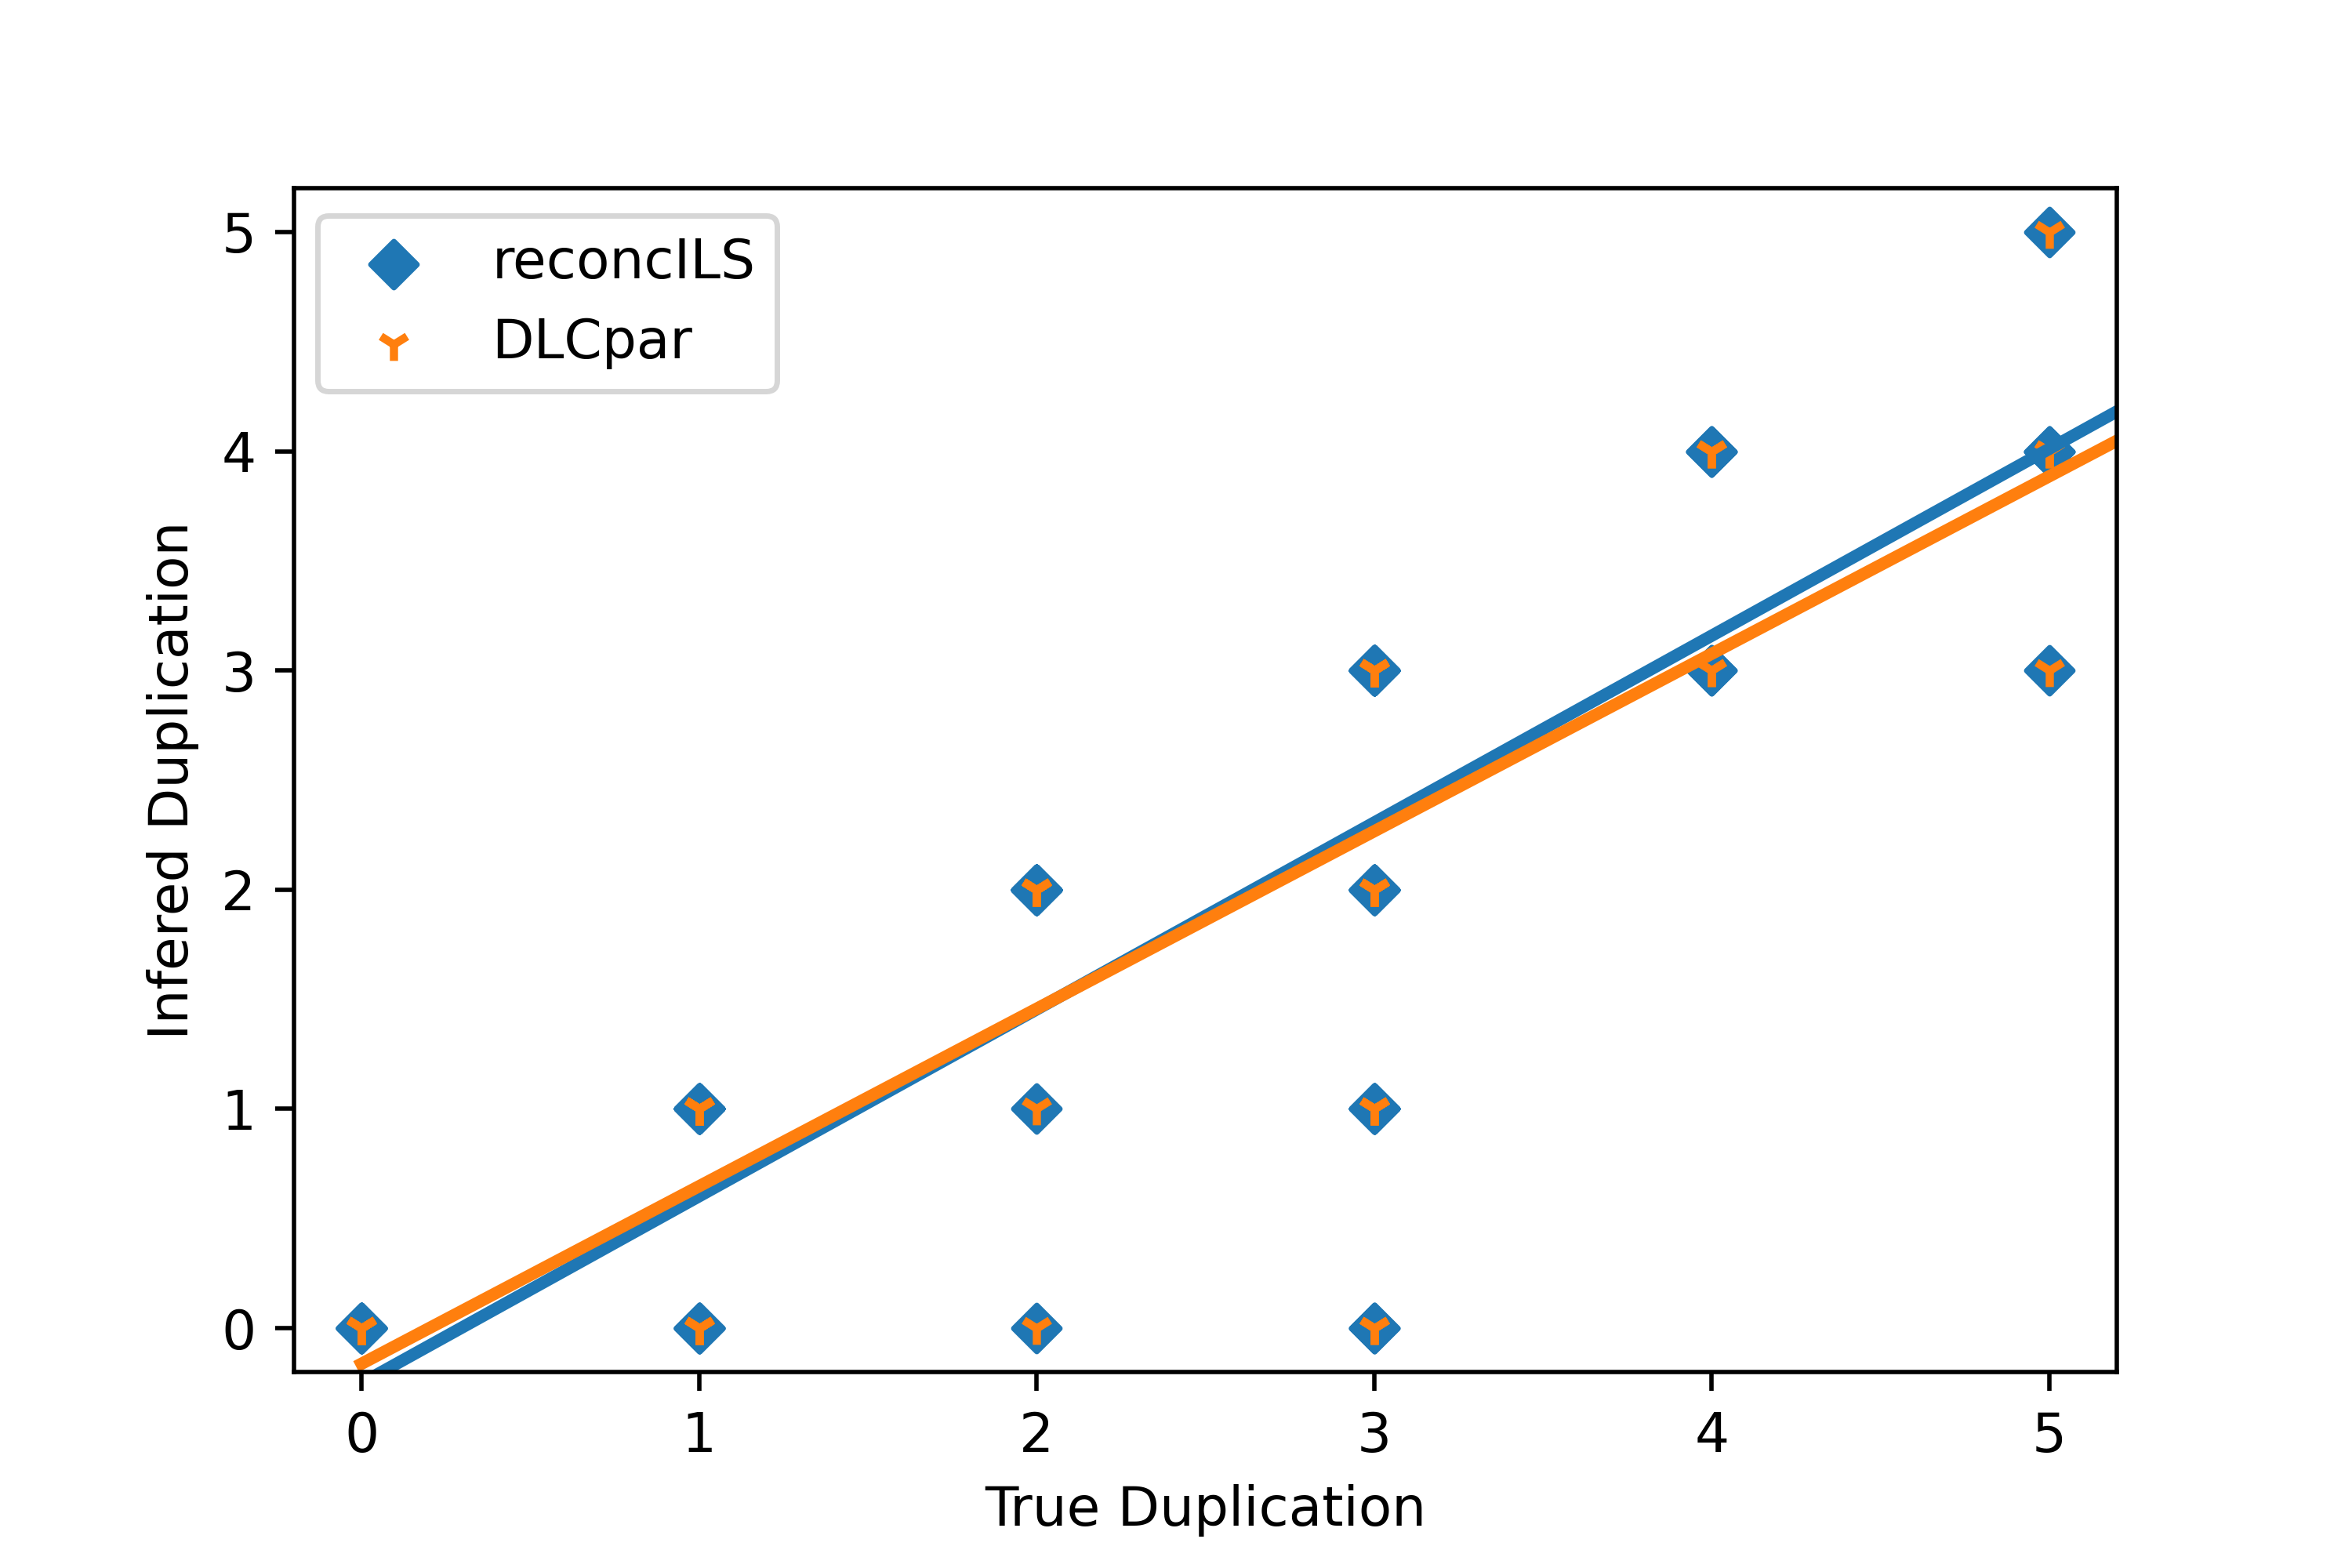 reconcILS
DLCpar
5
4
3
2
1
0
Infered Duplication
0 1 2 3 4 5
True Duplication